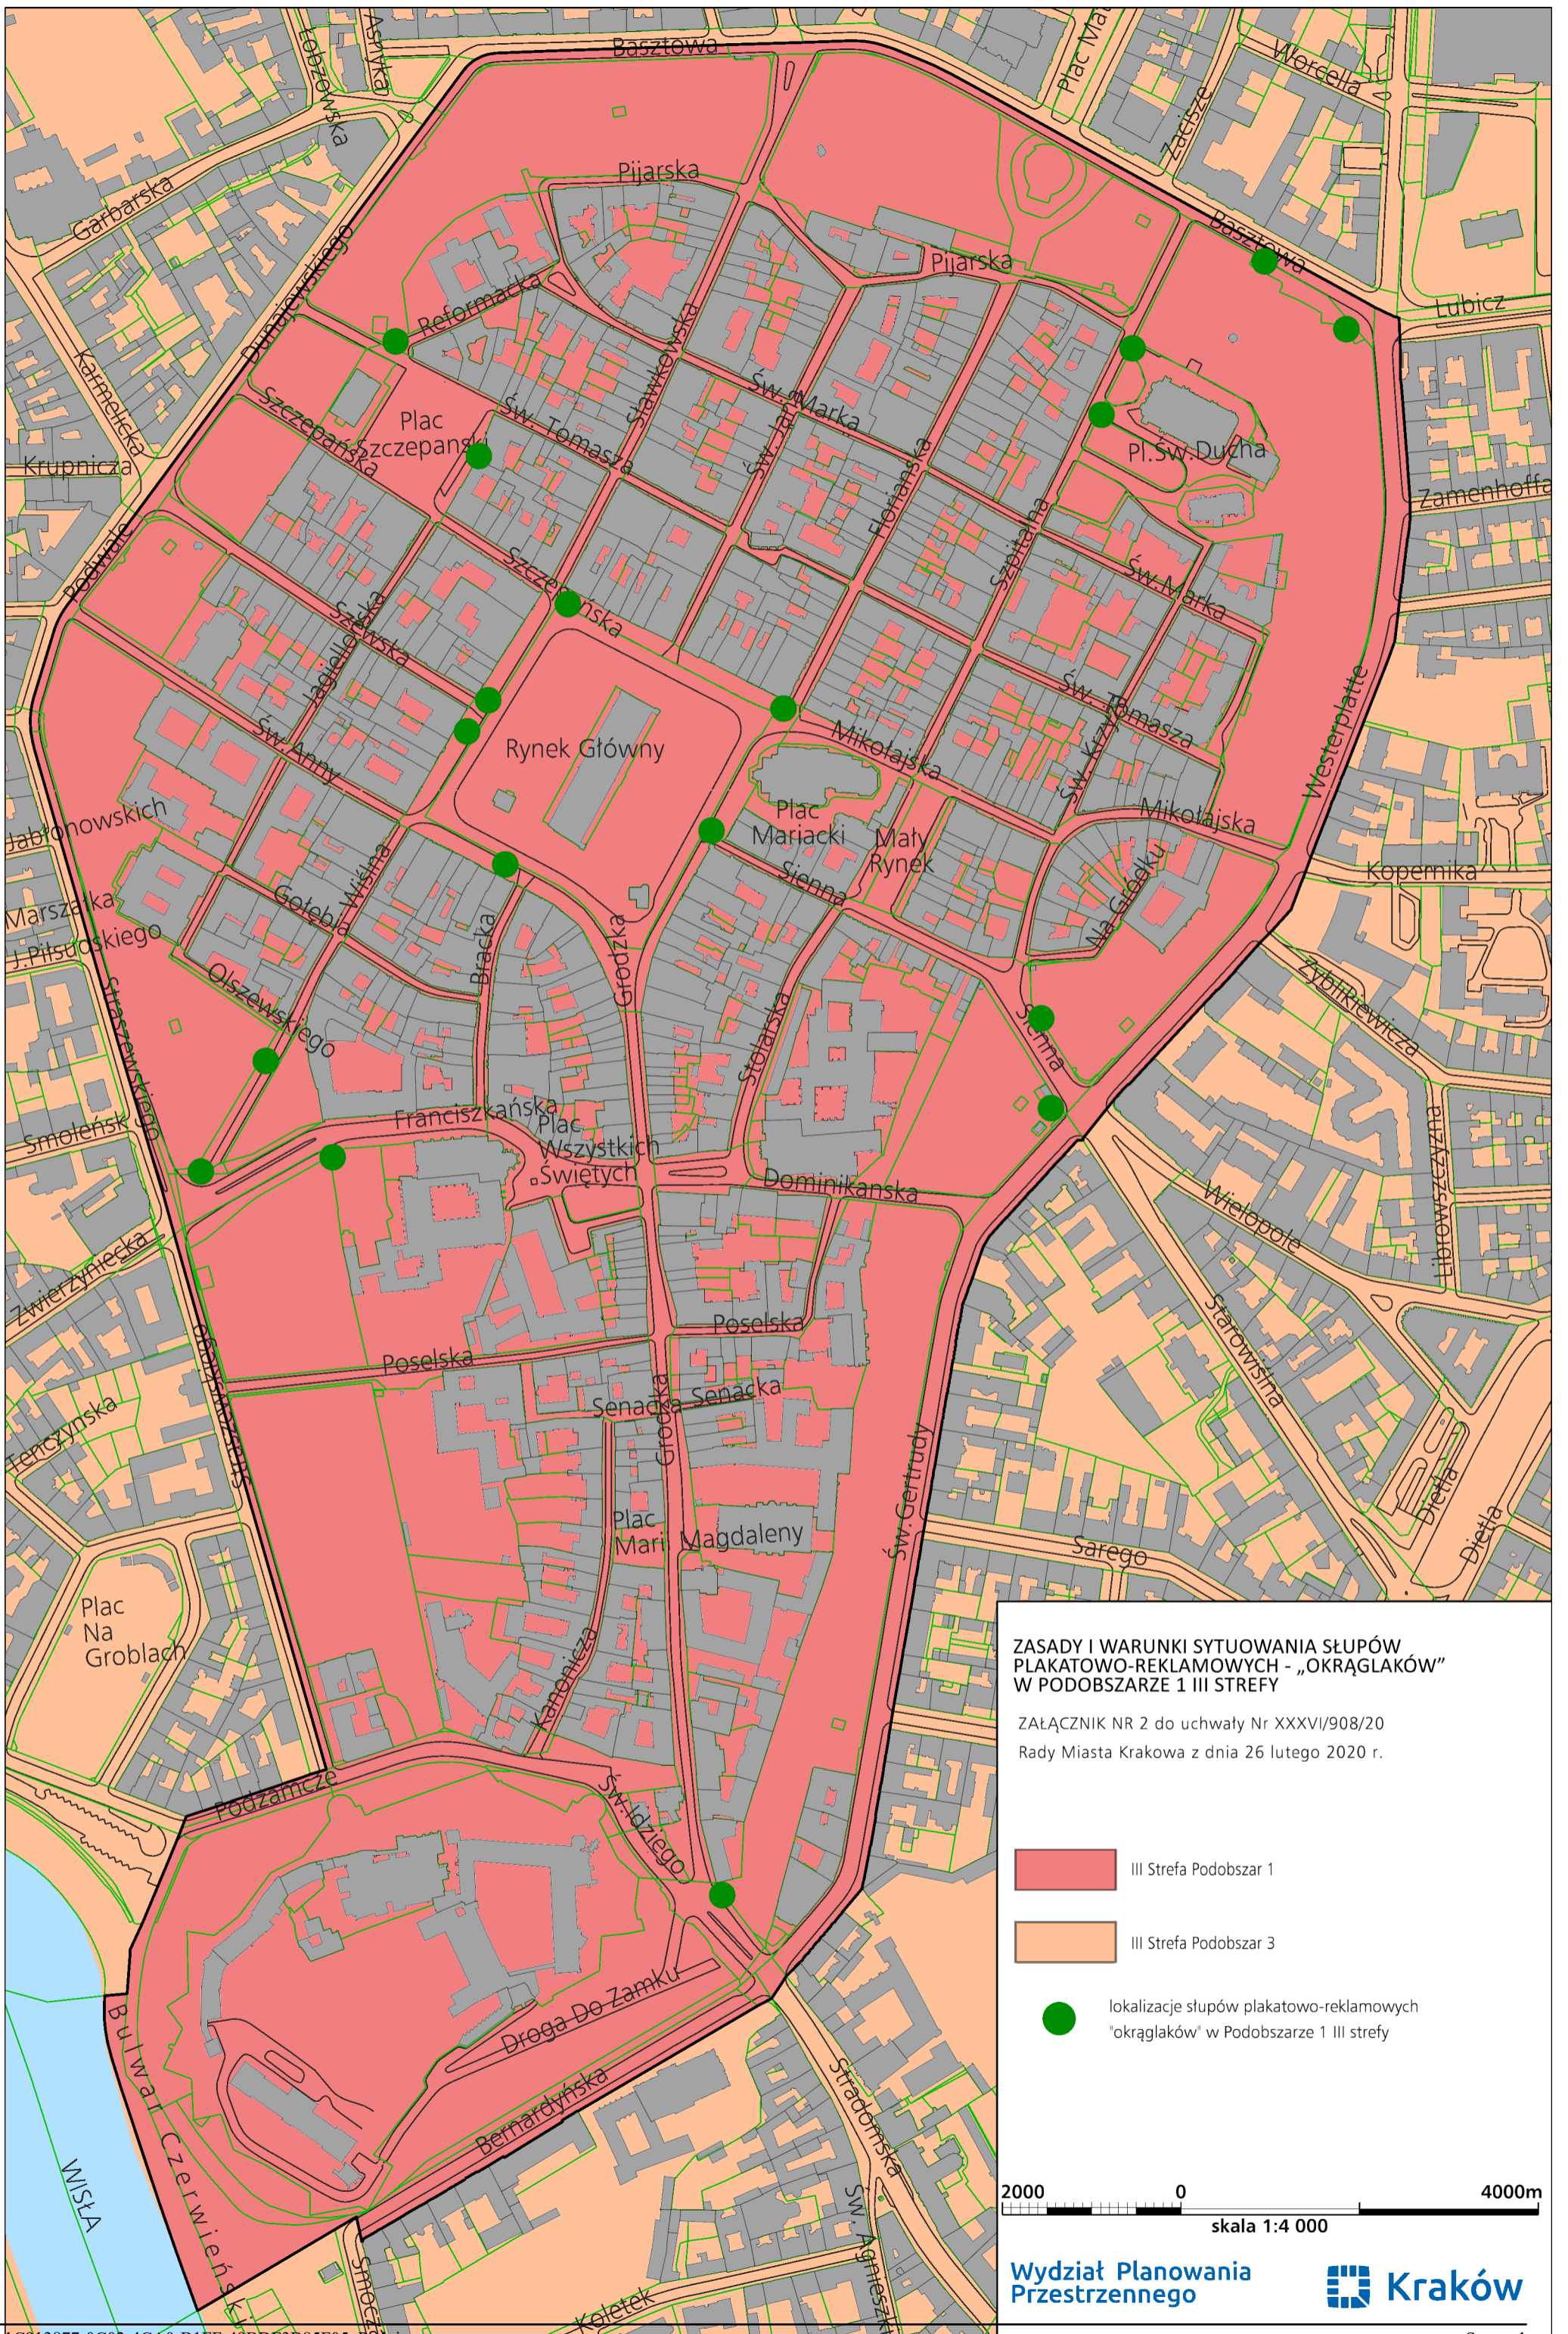 Basztowa
Łobzowska
Asnyka
Worcella
Zacisze
Garbarska
Pijarska
Basztowa
Pijarska
Lubicz
Dunajewskiego
Reformacka
Karmelicka
Sławkowska
Św. Marka
Św. Jana
Szczepańska
Plac
Szczepański
Św. Tomasza
Floriańska
Pl.Św.Ducha
Krupnicza
Zamenhoffa
Podwale
Szpitalna
Szczepańska
Św.Marka
Szewska
Jagiellońska
Św. Tomasza
Westerplatte
Św. Anny
Rynek Główny
Mikołajska
Św. Krzyża
Plac
Mariacki
Mały
Rynek
Mikołajska
Jabłonowskich
Kopernika
Sienna
Wiślna
Gołębia
Na Gródku
Marszałka
J.Piłsudskiego
Bracka
Grodzka
Zyblikiewicza
Olszewskiego
Straszewskiego
Stolarska
Sienna
Franciszkańska
Plac
Wszystkich
Świętych
Smoleńsk
Librowszczyzna
Dominikańska
Wielopole
Zwierzyniecka
Starowiślna
Poselska
Poselska
Straszewskiego
Senacka
Senacka
Grodzka
Tenczyńska
Św.Gertrudy
Dietla
Dietla
Plac
Marii Magdaleny
Sarego
Plac
Na
Groblach
Kanonicza
Podzamcze
Św.Idziego
Droga Do Zamku
Bernardyńska
Stradomska
Bulwar Czerwieński
WISŁA
Koletek
ZASADY I WARUNKI SYTUOWANIA SŁUPÓW
PLAKATOWO-REKLAMOWYCH - „OKRĄGLAKÓW”
W PODOBSZARZE 1 III STREFY
ZAŁĄCZNIK NR 2 do uchwały Nr XXXVI/908/20
Rady Miasta Krakowa z dnia 26 lutego 2020 r.
III Strefa Podobszar 1
III Strefa Podobszar 3
lokalizacje słupów plakatowo-reklamowych
"okrąglaków" w Podobszarze 1 III strefy
2000 0 4000m
skala 1:4 000
Wydział Planowania
Przestrzennego
Kraków